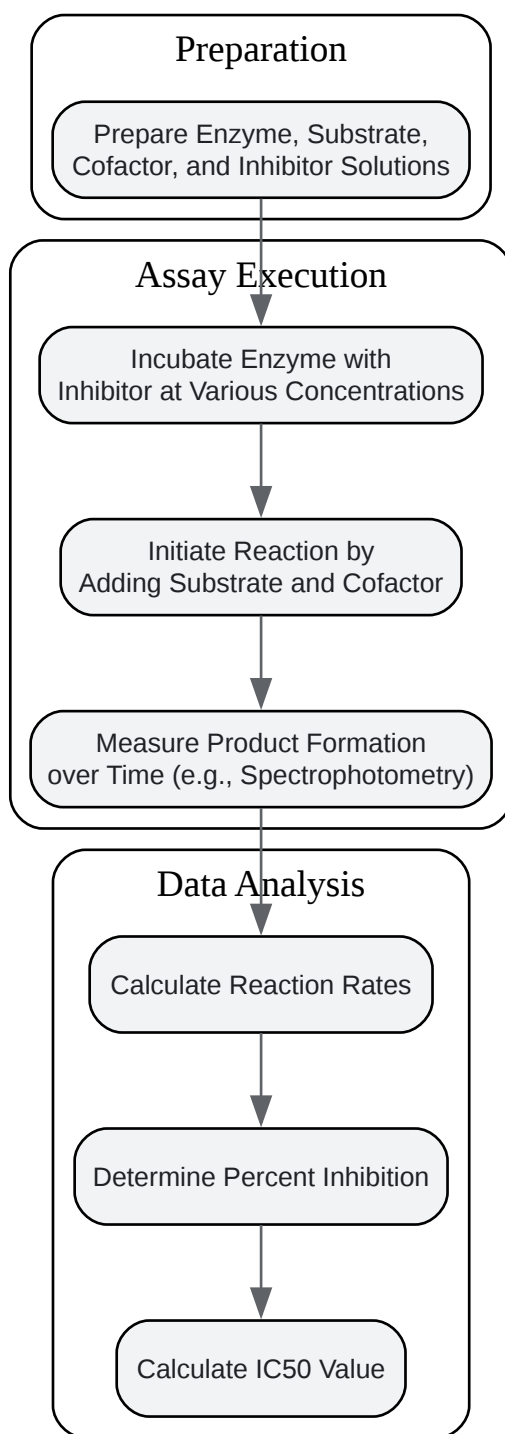 Preparation
Prepare Enzyme, Substrate,
Cofactor, and Inhibitor Solutions
Assay Execution
Incubate Enzyme with
Inhibitor at Various Concentrations
Initiate Reaction by
Adding Substrate and Cofactor
Measure Product Formation
over Time (e.g., Spectrophotometry)
Data Analysis
Calculate Reaction Rates
Determine Percent Inhibition
Calculate IC50 Value